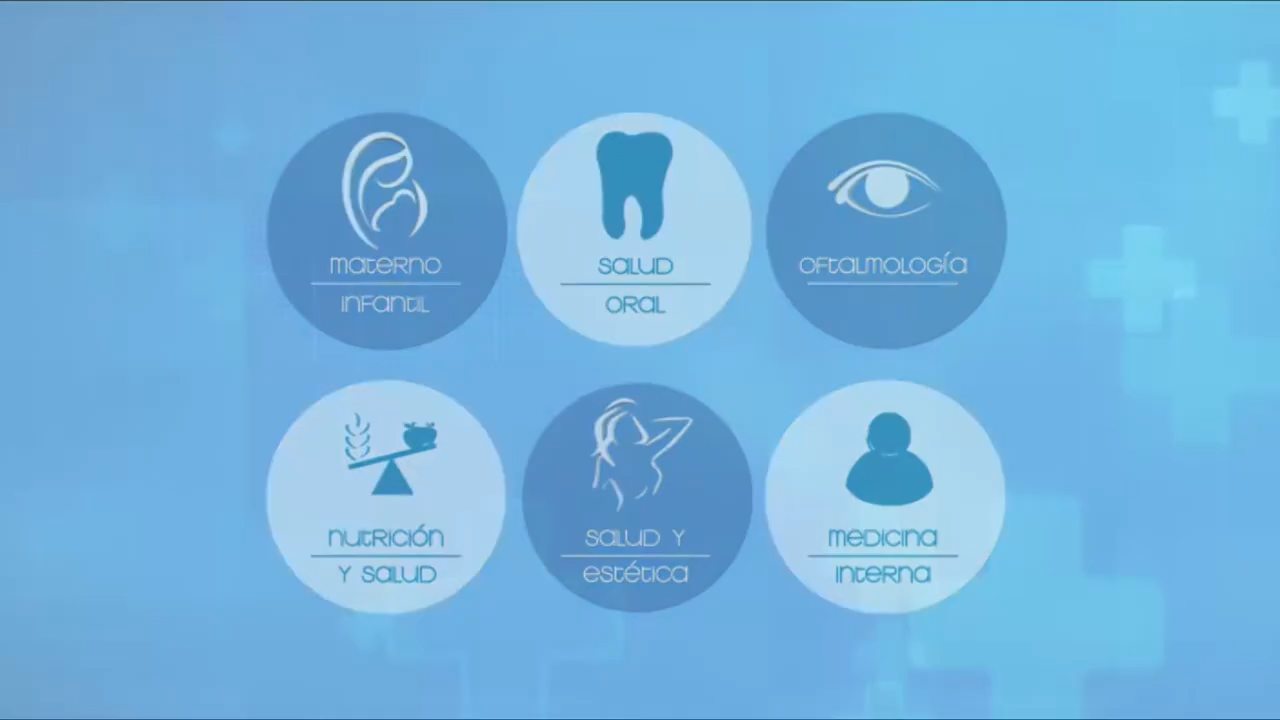 Materno
Infantil
Salud
Oral
Oftalmología
Nutrición
y Salud
Salud y
Estética
Medicina
Interna